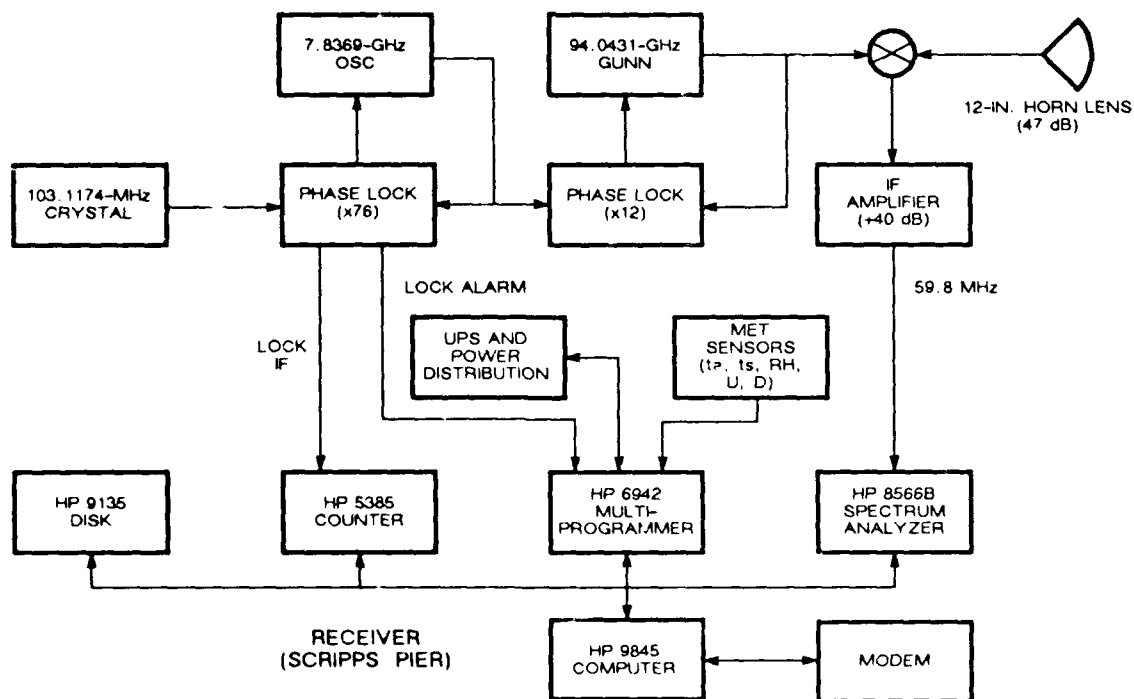 7.8369-GHz
OSC
94.0431-GHz
GUNN
12-IN. HORN LENS
(47 dB)
103.1174-MHz
CRYSTAL
PHASE LOCK
(x76)
PHASE LOCK
(x12)
IF
AMPLIFIER
(+40 dB)
LOCK ALARM
59.8 MHz
LOCK
IF
UPS AND
POWER
DISTRIBUTION
MET
SENSORS
(ta, ts, RH,
U, D)
HP 9135
DISK
HP 5385
COUNTER
HP 6942
MULTI-
PROGRAMMER
HP 8566B
SPECTRUM
ANALYZER
RECEIVER
(SCRIPPS PIER)
HP 9845
COMPUTER
MODEM